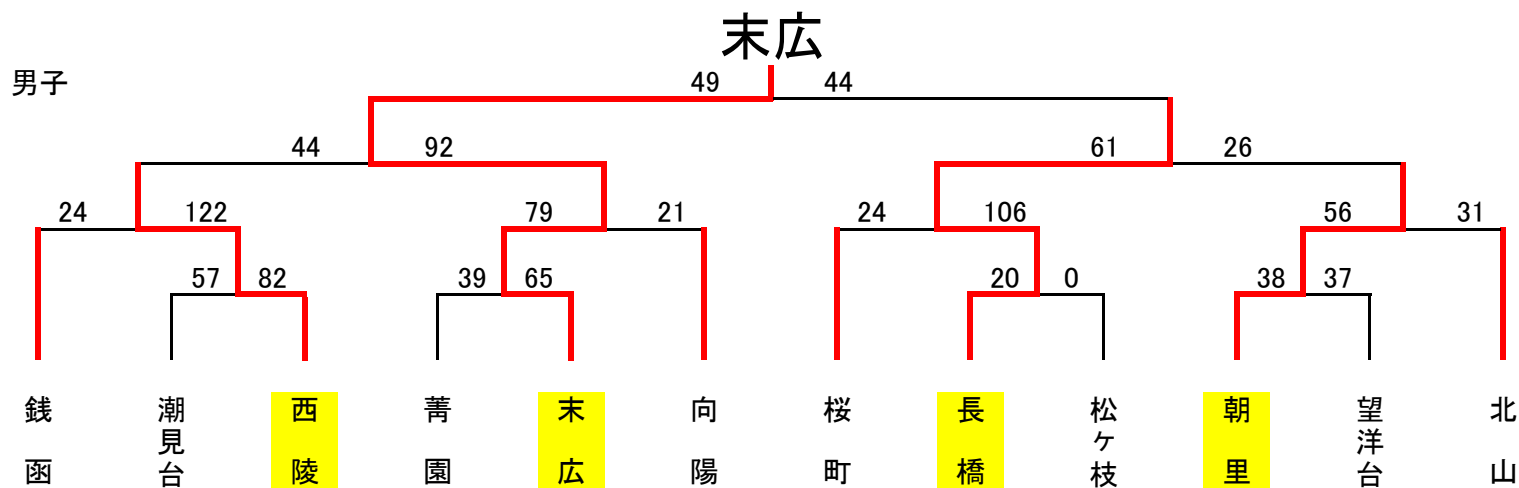 末広
男子
49 44
44 92 61 26
24 122 79 21 24 106 56 31
57 82 39 65 20 0 38 37
銭函
潮見台
西陵
菁園
末広
向陽
桜町
長橋
松ケ枝
朝里
望洋台
北山